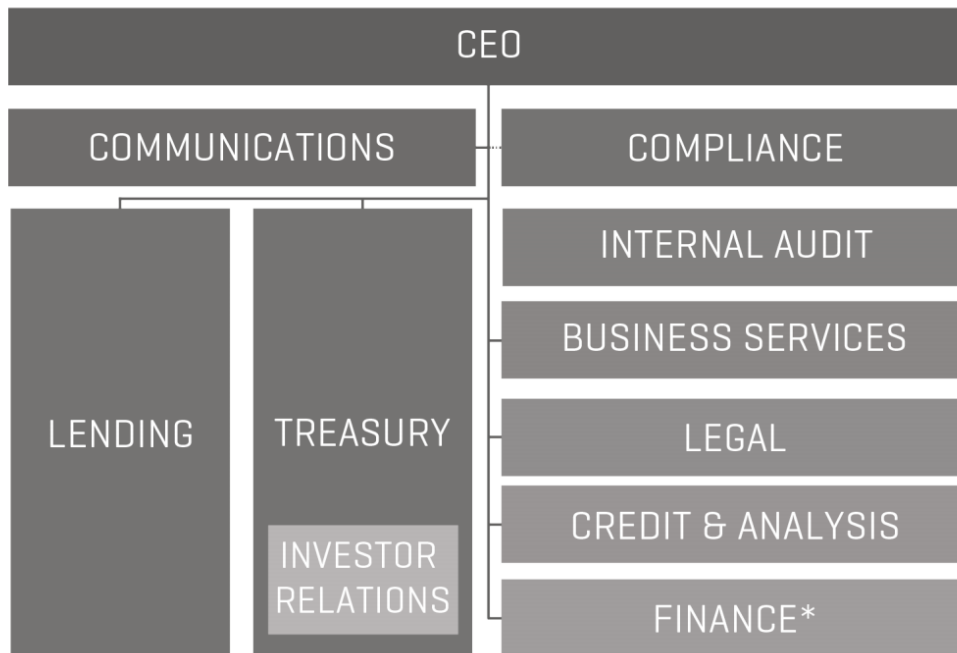 CEO
COMMUNICATIONS
COMPLIANCE
INTERNAL AUDIT
BUSINESS SERVICES
LENDING
TREASURY
LEGAL
CREDIT & ANALYSIS
INVESTOR
RELATIONS
FINANCE*